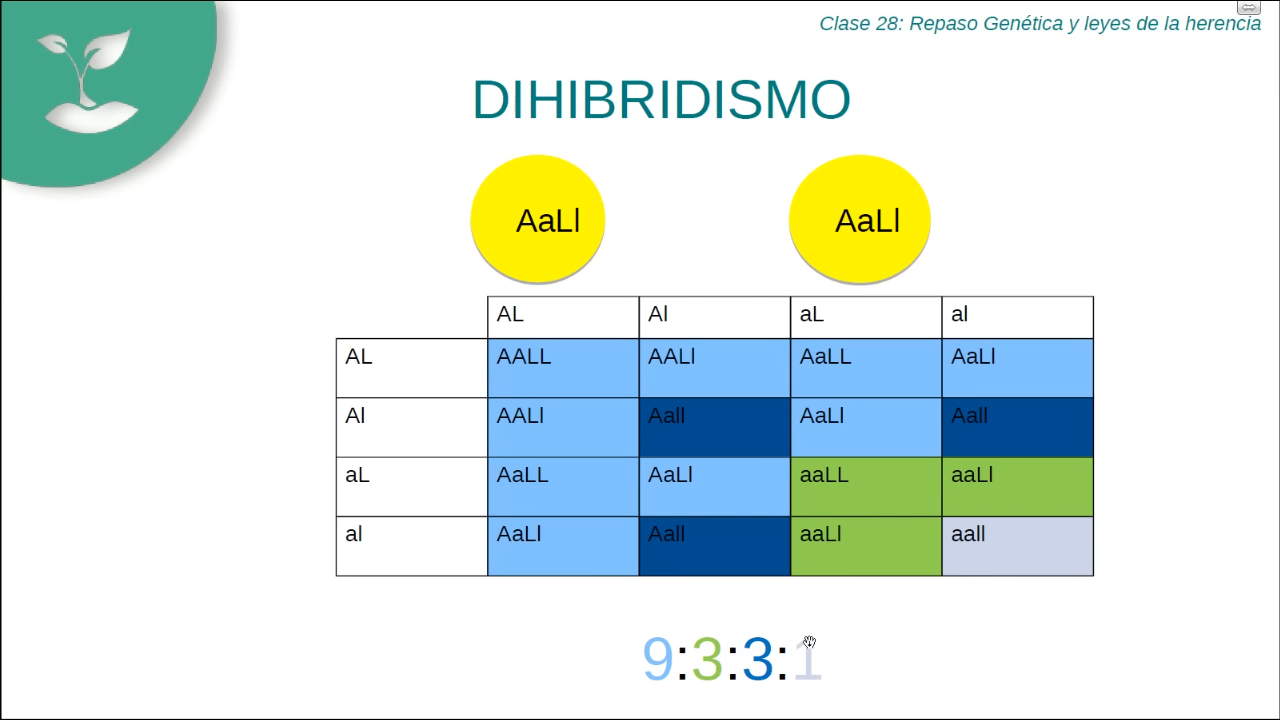 Clase 28: Repaso Genética y leyes de la herencia
DIHIBRIDISMO
AaLl AaLl
AL Al aL al
AL AALL AALl AaLL AaLl
Al AALl Aall AaLl Aall
aL AaLL AaLl aaLL aaLl
al AaLl Aall aaLl aall
9:3:3:1